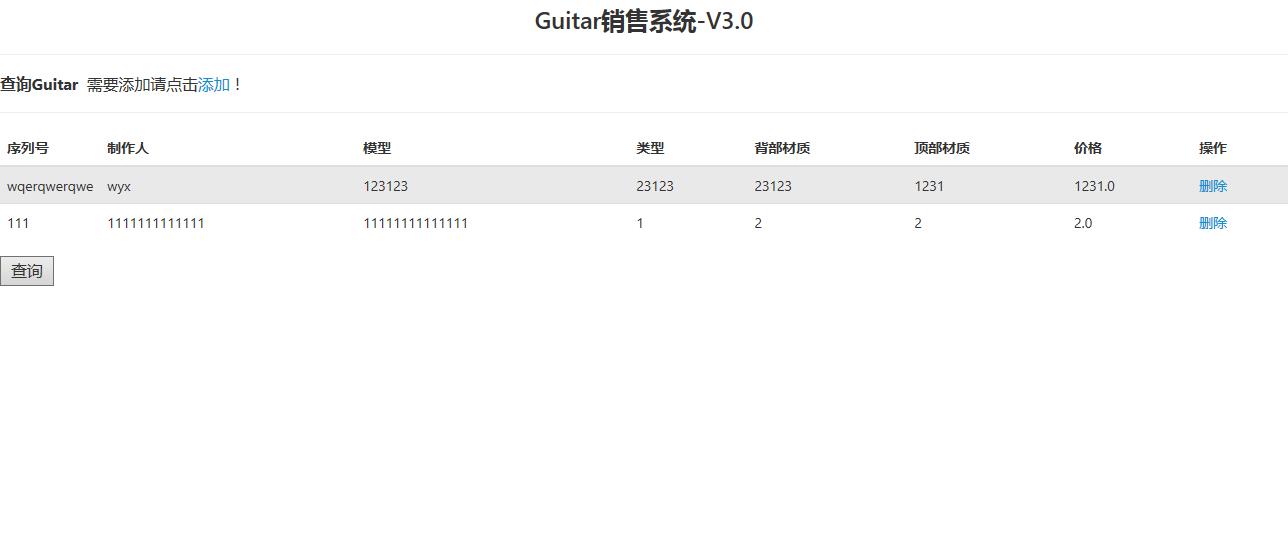 Guitar销售系统-V3.0
查询Guitar 需要添加请点击添加！
序列号 制作人 模型 类型 背部材质 顶部材质 价格 操作
wqerqwerqwe wyx 123123 23123 23123 1231 1231.0 删除
111 1111111111111 11111111111111 1 2 2 2.0 删除
查询